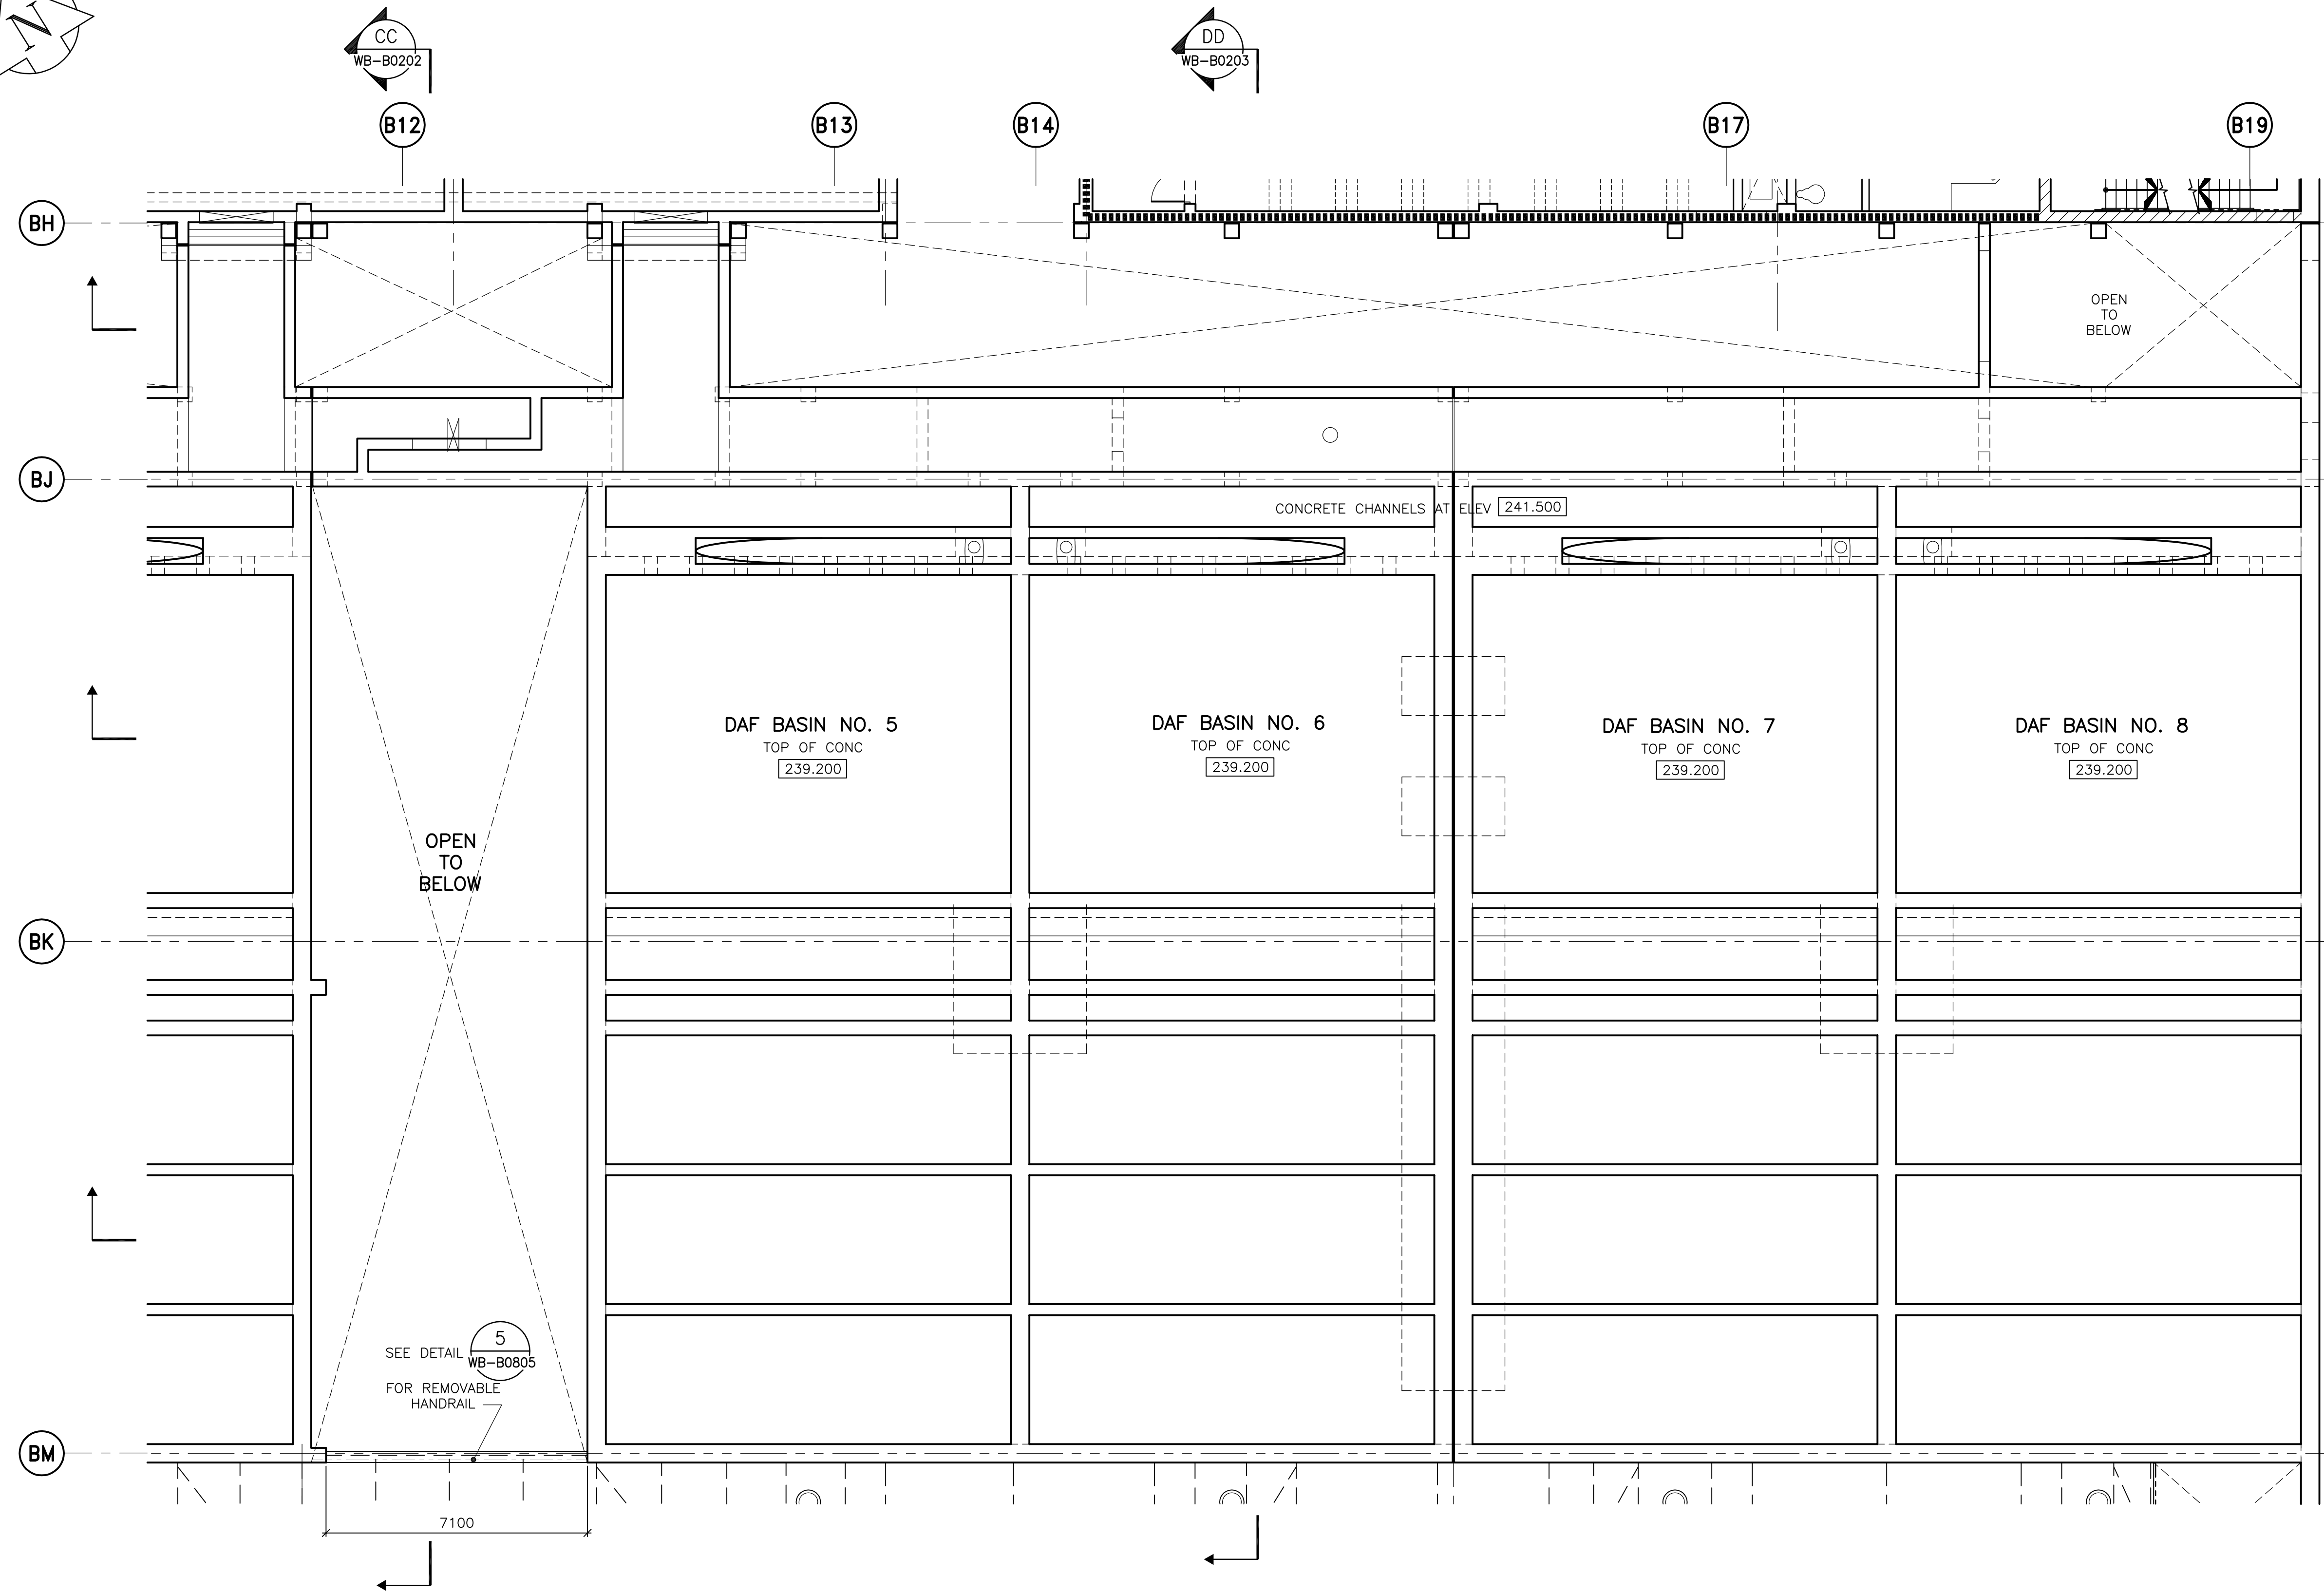 N
CC
WB-B0202
DD
WB-B0203
B12
B13
B14
B17
B19
BH
OPEN
TO
BELOW
BJ
CONCRETE CHANNELS AT ELEV 241.500
DAF BASIN NO. 5
TOP OF CONC
239.200
DAF BASIN NO. 6
TOP OF CONC
239.200
DAF BASIN NO. 7
TOP OF CONC
239.200
DAF BASIN NO. 8
TOP OF CONC
239.200
OPEN
TO
BELOW
BK
SEE DETAIL
5
WB-B0805
FOR REMOVABLE
HANDRAIL
BM
7100